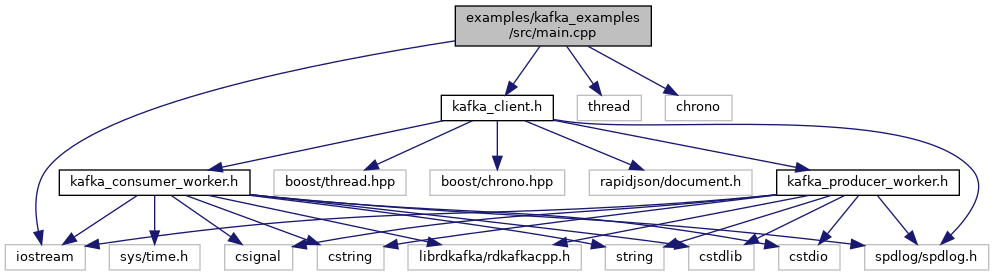 examples/kafka_examples
/src/main.cpp
kafka_client.h
thread
chrono
kafka_consumer_worker.h
boost/thread.hpp
boost/chrono.hpp
rapidjson/document.h
kafka_producer_worker.h
iostream
sys/time.h
csignal
cstring
librdkafka/rdkafkacpp.h
string
cstdlib
cstdio
spdlog/spdlog.h